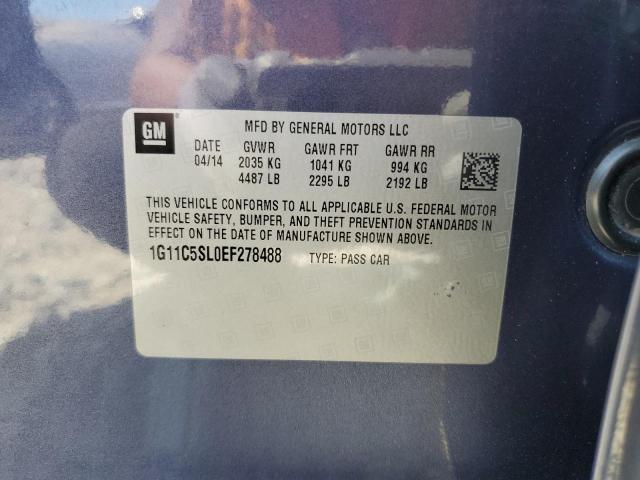 GM
MFD BY GENERAL MOTORS LLC
DATE GVWR GAWR FRT GAWR RR
04/14 2035 KG 1041 KG 994 KG
4487 LB 2295 LB 2192 LB
THIS VEHICLE CONFORMS TO ALL APPLICABLE U.S. FEDERAL MOTOR
VEHICLE SAFETY, BUMPER, AND THEFT PREVENTION STANDARDS IN
EFFECT ON THE DATE OF MANUFACTURE SHOWN ABOVE.
1G11C5SL0EF278488 TYPE: PASS CAR